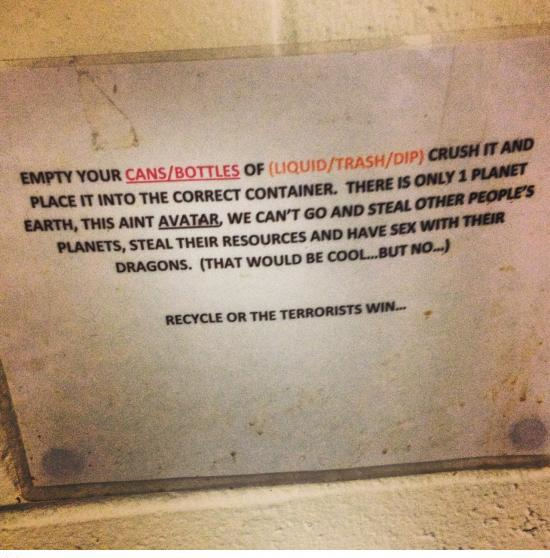 EMPTY YOUR CANS/BOTTLES OF (LIQUID/TRASH/DIP) CRUSH IT AND
PLACE IT INTO THE CORRECT CONTAINER. THERE IS ONLY 1 PLANET
EARTH, THIS AINT AVATAR, WE CAN'T GO AND STEAL OTHER PEOPLE'S
PLANETS, STEAL THEIR RESOURCES AND HAVE SEX WITH THEIR
DRAGONS. (THAT WOULD BE COOL...BUT NO...)
RECYCLE OR THE TERRORISTS WIN...